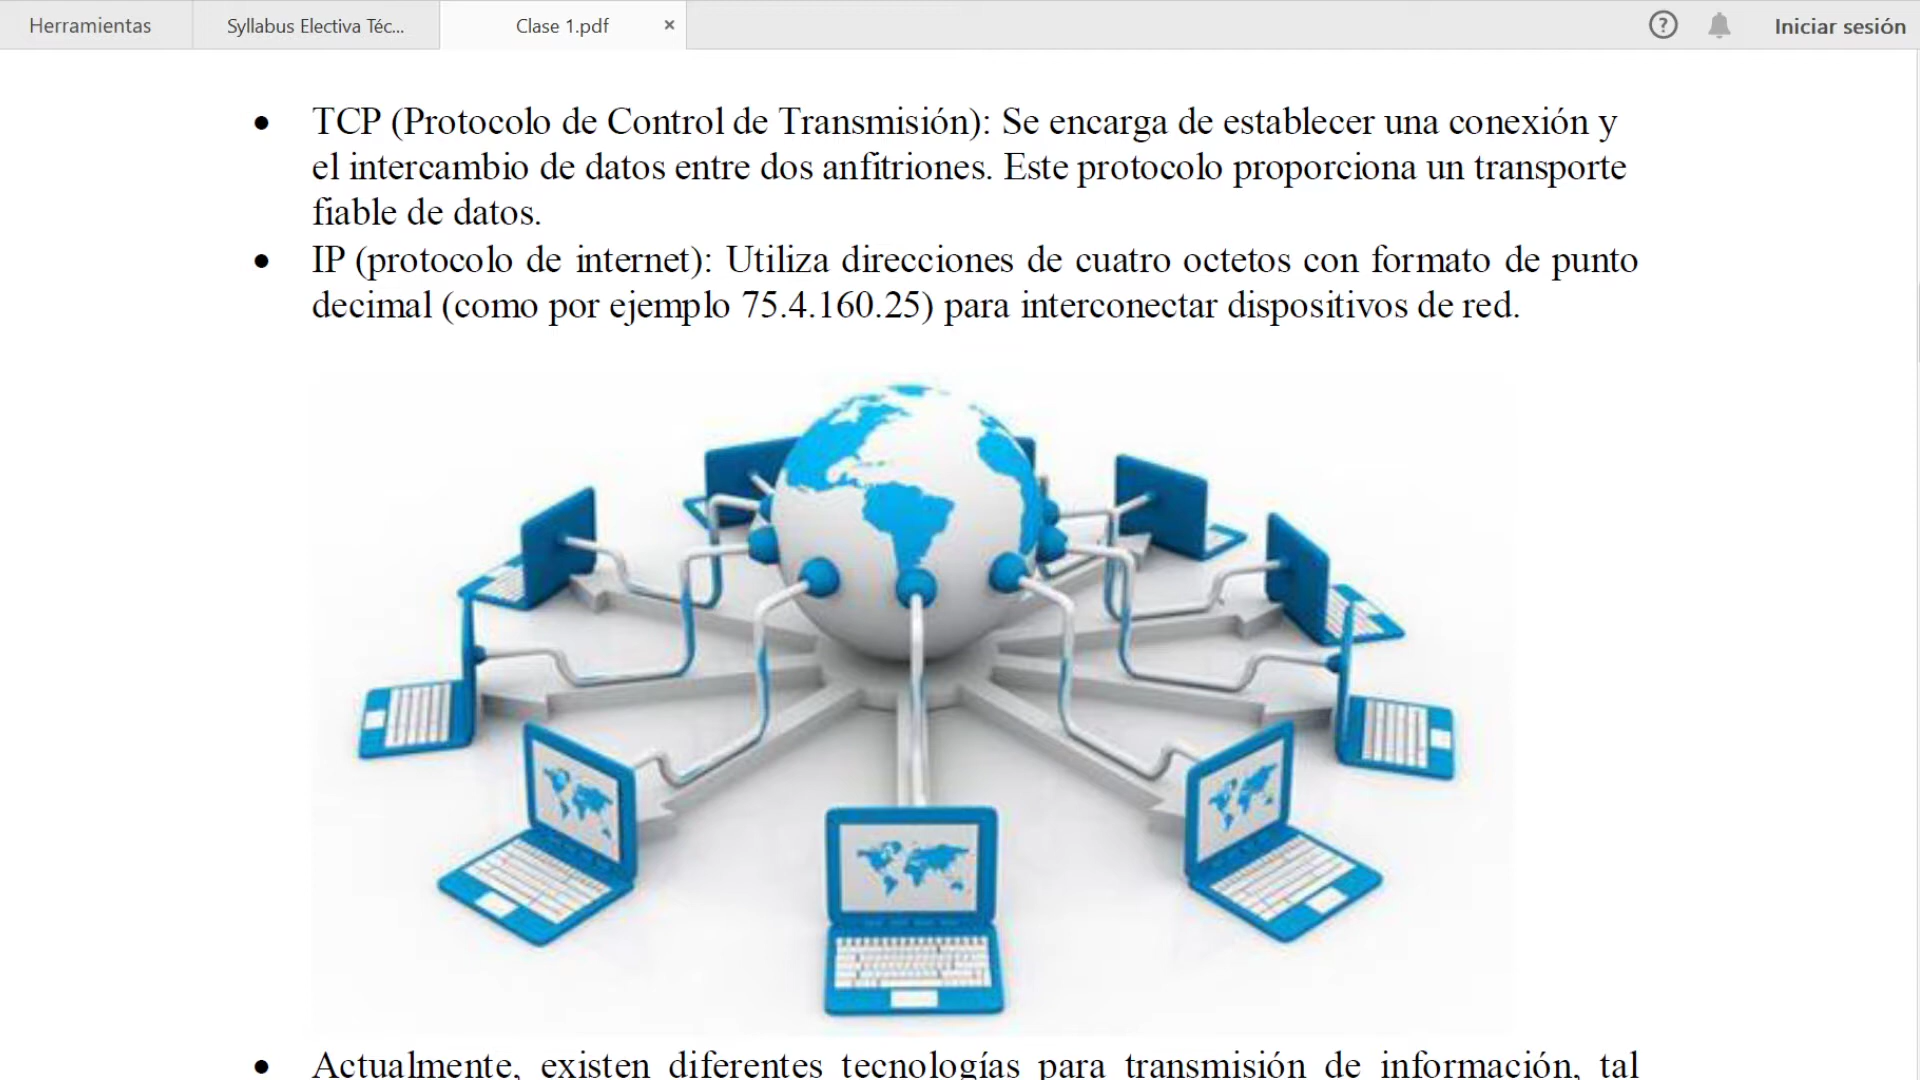 Herramientas
Syllabus Electiva Téc...
Clase 1.pdf
Iniciar sesión
• TCP (Protocolo de Control de Transmisión): Se encarga de establecer una conexión y
el intercambio de datos entre dos anfitriones. Este protocolo proporciona un transporte
fiable de datos.
• IP (protocolo de internet): Utiliza direcciones de cuatro octetos con formato de punto
decimal (como por ejemplo 75.4.160.25) para interconectar dispositivos de red.
• Actualmente, existen diferentes tecnologías para transmisión de información, tal